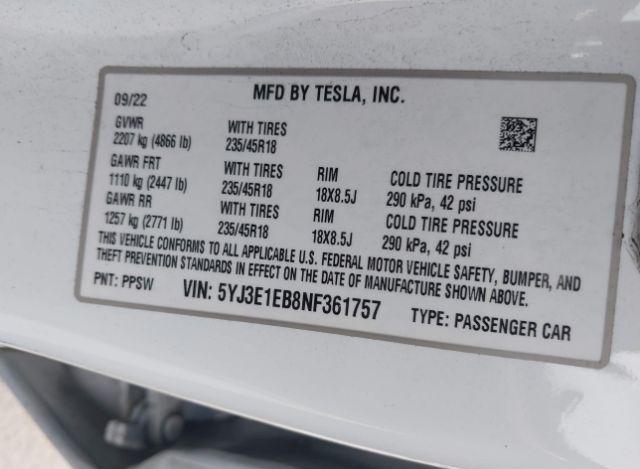 MFD BY TESLA, INC.
09/22
GVWR
2207 kg (4866 lb)
WITH TIRES
235/45R18
GAWR FRT
1110 kg (2447 lb)
WITH TIRES
235/45R18
RIM
18X8.5J
COLD TIRE PRESSURE
290 kPa, 42 psi
GAWR RR
1257 kg (2771 lb)
WITH TIRES
235/45R18
RIM
18X8.5J
COLD TIRE PRESSURE
290 kPa, 42 psi
THIS VEHICLE CONFORMS TO ALL APPLICABLE U.S. FEDERAL MOTOR VEHICLE SAFETY, BUMPER, AND
THEFT PREVENTION STANDARDS IN EFFECT ON THE DATE OF MANUFACTURE SHOWN ABOVE.
PNT: PPSW
VIN: 5YJ3E1EB8NF361757
TYPE: PASSENGER CAR